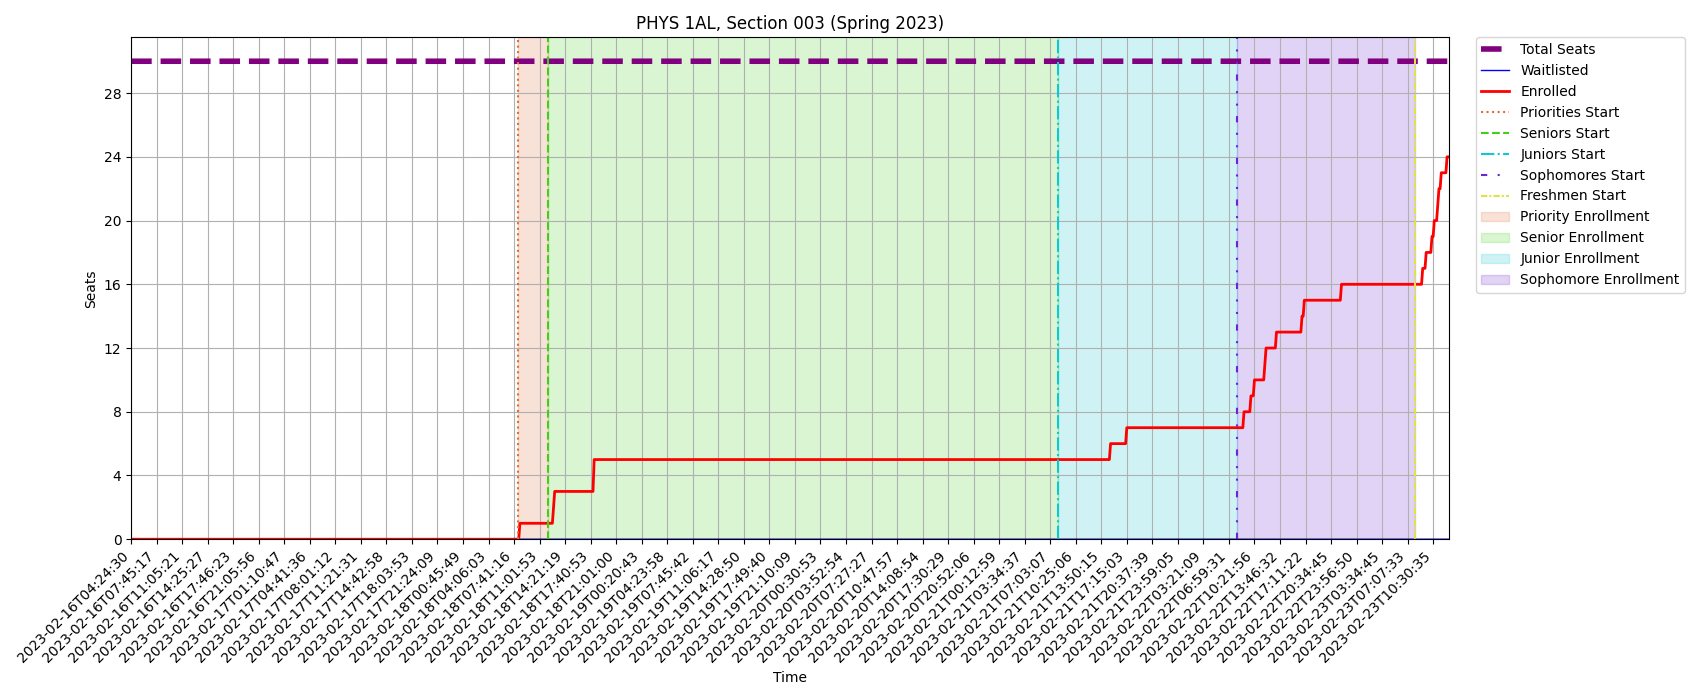 PHYS 1AL, Section 003 (Spring 2023)
Total Seats
Waitlisted
Enrolled
Priorities Start
Seniors Start
Juniors Start
Sophomores Start
Freshmen Start
Priority Enrollment
Senior Enrollment
Junior Enrollment
Sophomore Enrollment
Seats
28
24
20
16
12
8
4
0
2023-02-16T04:24:30
2023-02-16T07:45:17
2023-02-16T11:05:21
2023-02-16T14:25:27
2023-02-16T17:46:23
2023-02-16T21:05:56
2023-02-17T01:10:47
2023-02-17T04:41:36
2023-02-17T08:01:12
2023-02-17T11:21:31
2023-02-17T14:42:58
2023-02-17T18:03:53
2023-02-17T21:24:09
2023-02-18T00:45:49
2023-02-18T04:06:03
2023-02-18T07:41:16
2023-02-18T11:01:53
2023-02-18T14:21:19
2023-02-18T17:40:53
2023-02-18T21:01:00
2023-02-19T00:20:43
2023-02-19T04:23:58
2023-02-19T07:45:42
2023-02-19T11:06:17
2023-02-19T14:28:50
2023-02-19T17:49:40
2023-02-19T21:10:09
2023-02-20T00:30:53
2023-02-20T03:52:54
2023-02-20T07:27:27
2023-02-20T10:47:57
2023-02-20T14:08:54
2023-02-20T17:30:29
2023-02-20T20:52:06
2023-02-21T00:12:59
2023-02-21T03:34:37
2023-02-21T07:03:07
2023-02-21T10:25:06
2023-02-21T13:50:15
2023-02-21T17:15:03
2023-02-21T20:37:39
2023-02-21T23:59:05
2023-02-22T03:21:09
2023-02-22T06:59:31
2023-02-22T10:21:56
2023-02-22T13:46:32
2023-02-22T17:11:22
2023-02-22T20:34:45
2023-02-22T23:56:50
2023-02-23T03:34:45
2023-02-23T07:07:33
2023-02-23T10:30:35
Time